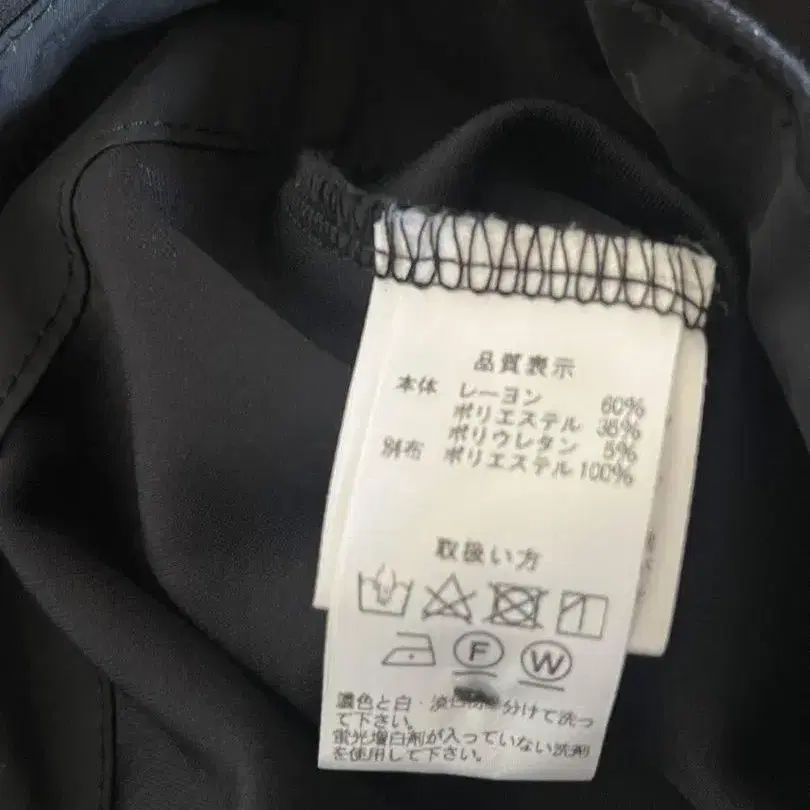 品質表示
本体 レーヨン 60%
ポリエステル 35%
ポリウレタン 5%
別布 ポリエステル 100%
取扱い方
F W
濃色と白・淡色は分けて洗っ
て下さい。
蛍光増白剤が入っていない洗剤
を使用して下さい。